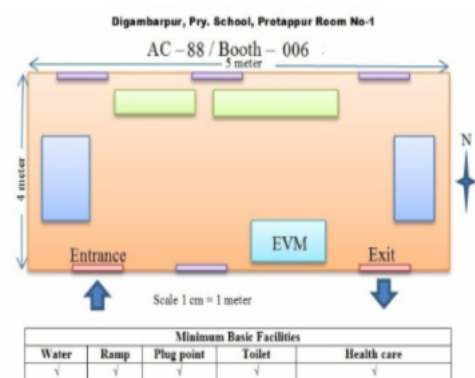 Digambarpur, Pry. School, Protappur Room No-1
AC – 88 / Booth – 006
5 meter
4 meter
N
EVM
Entrance
Exit
Scale 1 cm = 1 meter
Minimum Basic Facilities
Water Ramp Plug point Toilet Health care
√ √ √ √ √